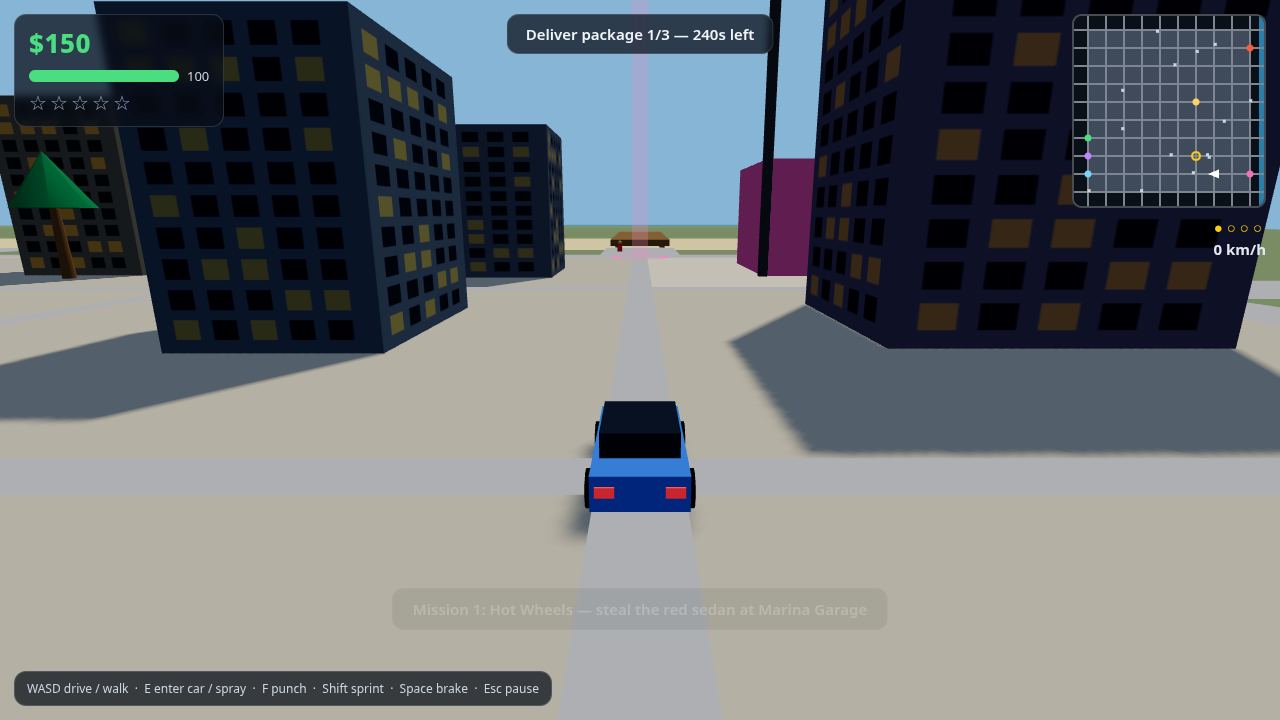 $150
100
Deliver package 1/3 — 240s left
0 km/h
Mission 1: Hot Wheels — steal the red sedan at Marina Garage
WASD drive / walk · E enter car / spray · F punch · Shift sprint · Space brake · Esc pause